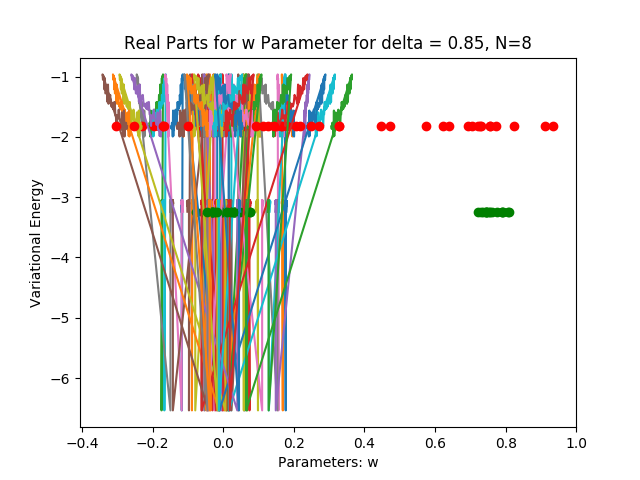 Real Parts for w Parameter for delta = 0.85, N=8
−1
−2
−3
−4
−5
−6
Variational Energy
−0.4 −0.2 0.0 0.2 0.4 0.6 0.8 1.0
Parameters: w